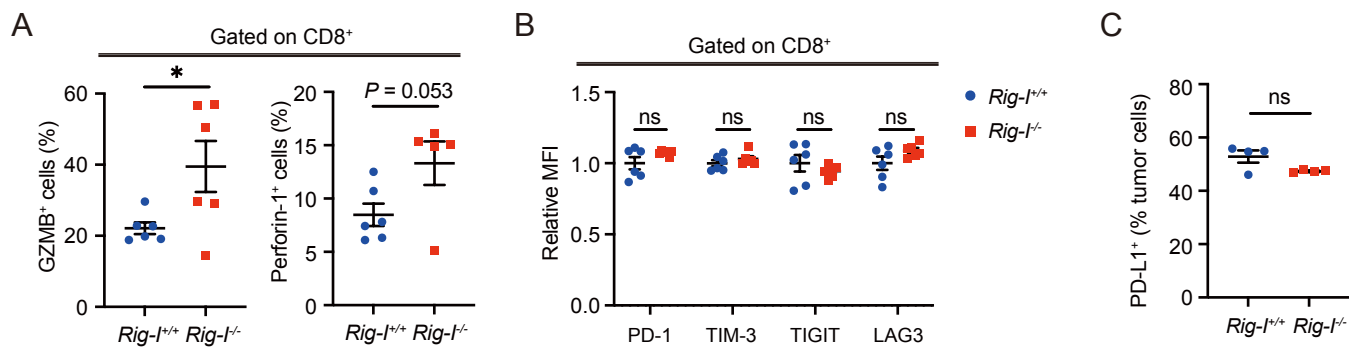 A
Gated on CD8⁺
GZMB⁺ cells (%)
60
40
20
0
*
Rig-I⁺/⁺ Rig-I⁻/⁻
Perforin-1⁺ cells (%)
20
15
10
5
0
P = 0.053
Rig-I⁺/⁺ Rig-I⁻/⁻
B
Gated on CD8⁺
Relative MFI
1.5
1.0
0.5
0.0
ns ns ns ns
PD-1 TIM-3 TIGIT LAG3
Rig-I⁺/⁺
Rig-I⁻/⁻
C
PD-L1⁺ (% tumor cells)
80
60
40
20
0
ns
Rig-I⁺/⁺ Rig-I⁻/⁻